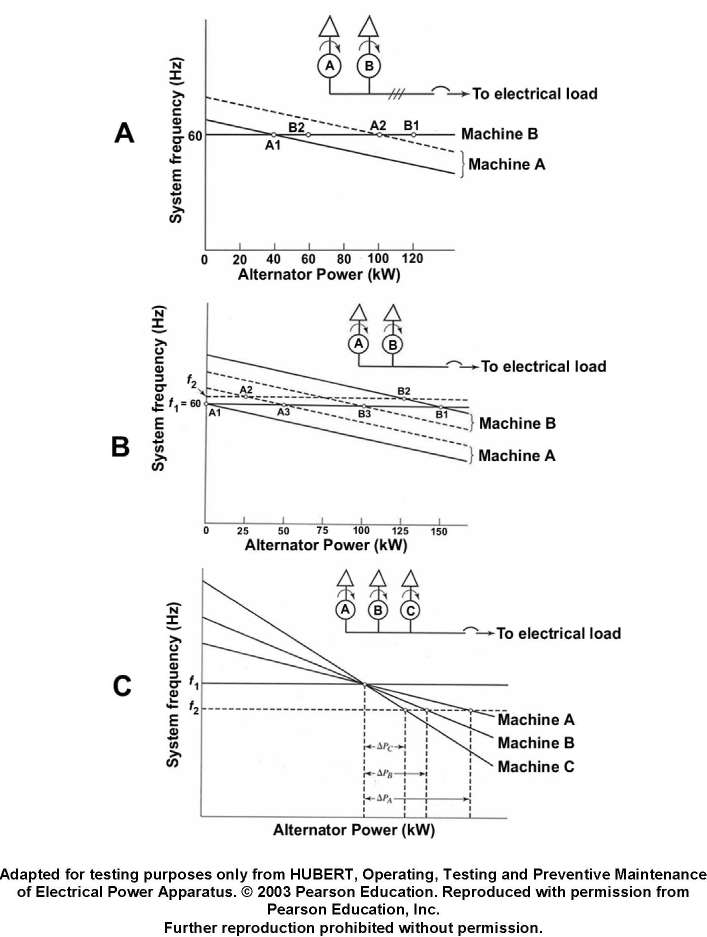 A B
To electrical load
A
System frequency (Hz)
60
B2 A2 B1
A1
Machine B
Machine A
0 20 40 60 80 100 120
Alternator Power (kW)
A B
To electrical load
B
System frequency (Hz)
f2
f1 = 60
A2 B2
A1 A3 B3 B1
Machine B
Machine A
0 25 50 75 100 125 150
Alternator Power (kW)
A B C
To electrical load
C
System frequency (Hz)
f1
f2
Machine A
Machine B
Machine C
ΔPC
ΔPB
ΔPA
Alternator Power (kW)
Adapted for testing purposes only from HUBERT, Operating, Testing and Preventive Maintenance
of Electrical Power Apparatus. © 2003 Pearson Education. Reproduced with permission from
Pearson Education, Inc.
Further reproduction prohibited without permission.